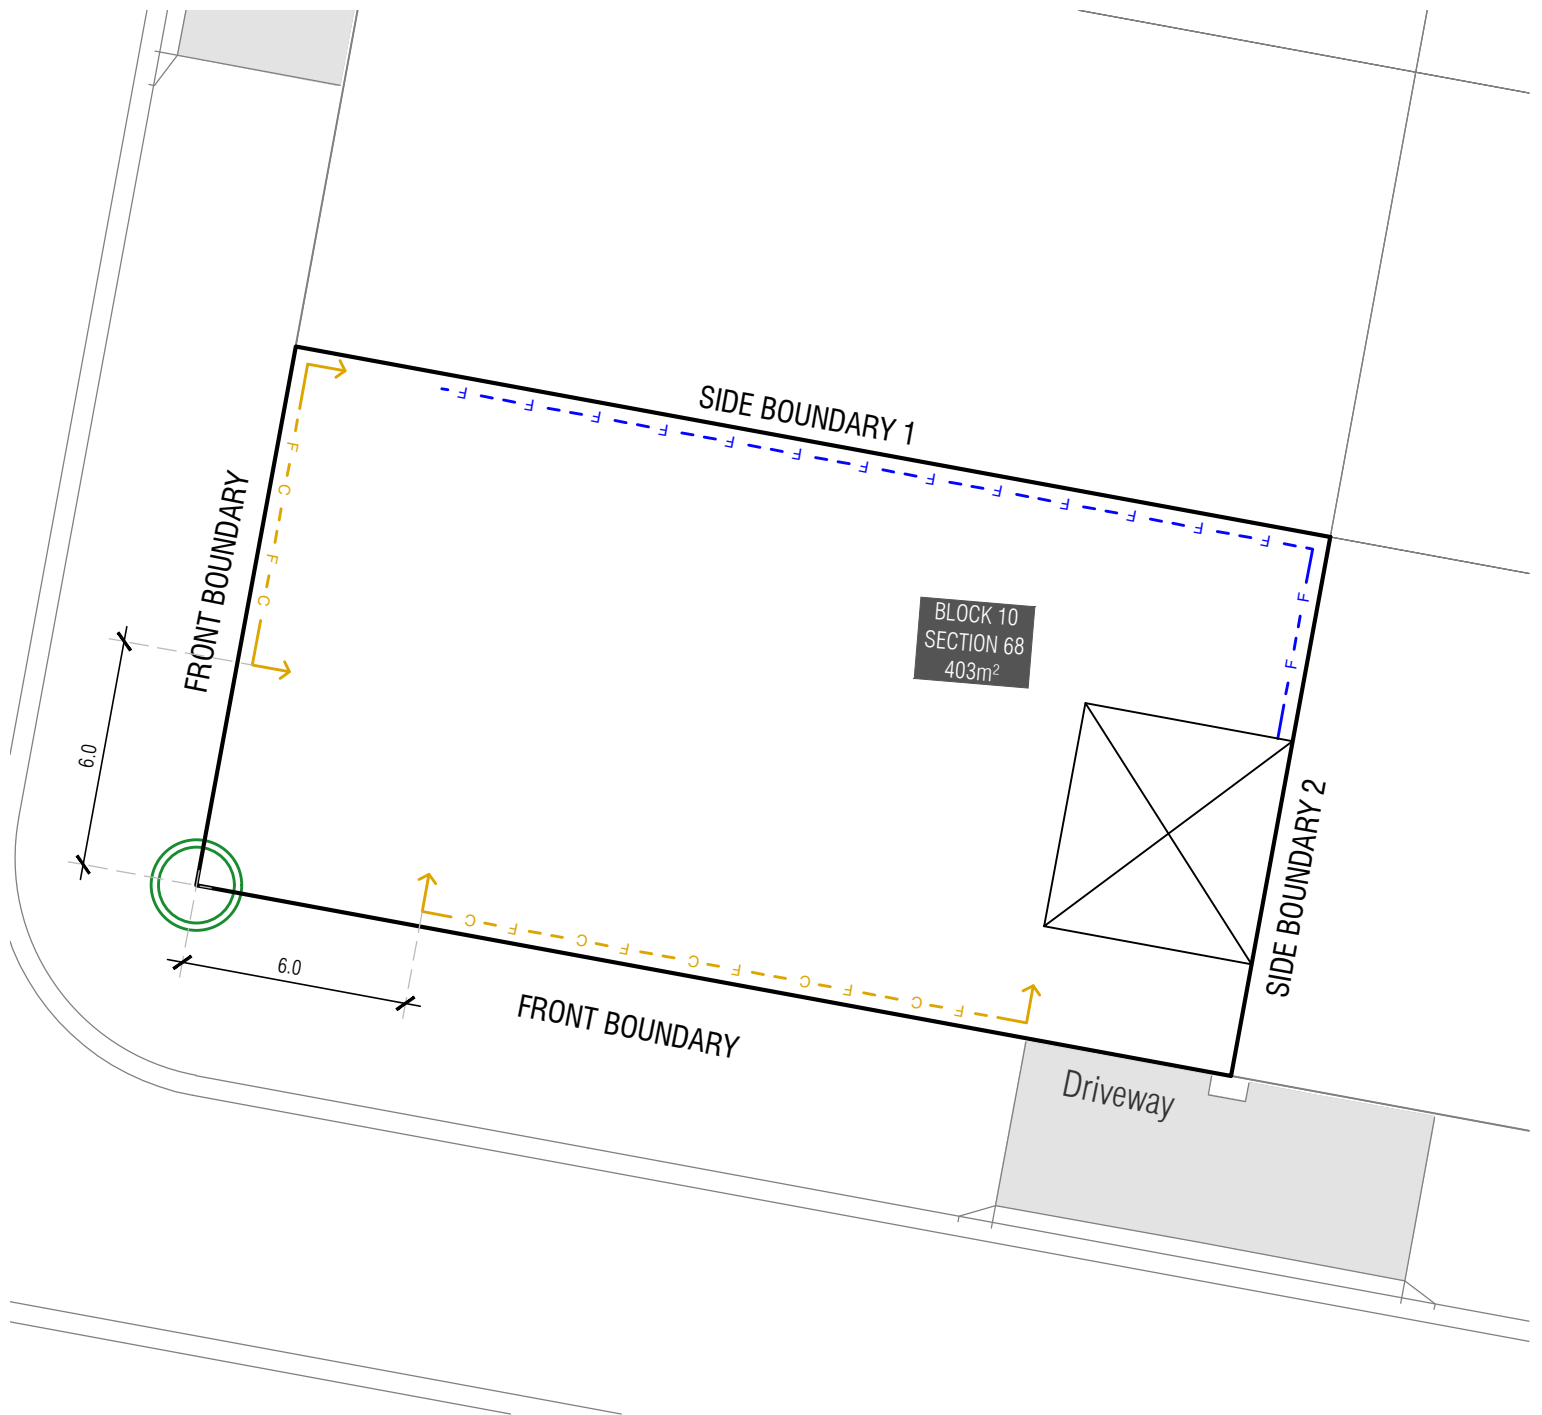 SIDE BOUNDARY 1
F F F F F F F F F F F F F
F
F
F
C
F
C
FRONT BOUNDARY
BLOCK 10
SECTION 68
403m²
6.0
SIDE BOUNDARY 2
C F C F C F C F C F
6.0
FRONT BOUNDARY
Driveway